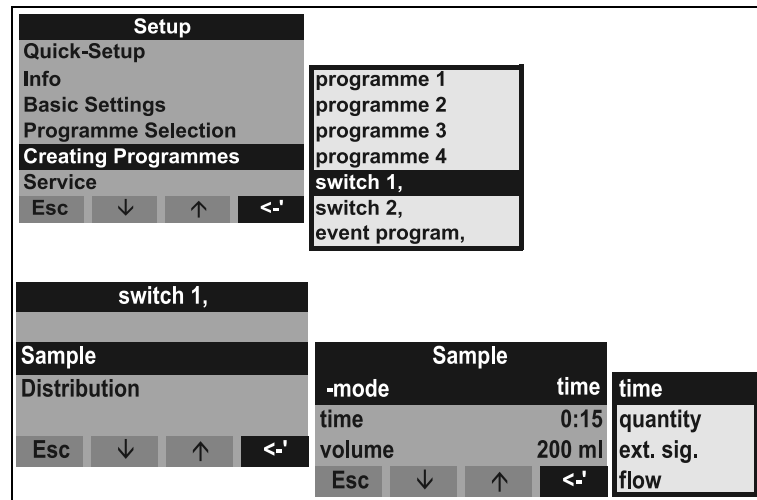 Setup
Quick-Setup
Info
Basic Settings
Programme Selection
Creating Programmes
Service
Esc ↓ ↑ <-'
programme 1
programme 2
programme 3
programme 4
switch 1,
switch 2,
event program,
switch 1,
Sample
Distribution
Esc ↓ ↑ <-'
Sample
-mode time
time 0:15
volume 200 ml
Esc ↓ ↑ <-'
time
quantity
ext. sig.
flow